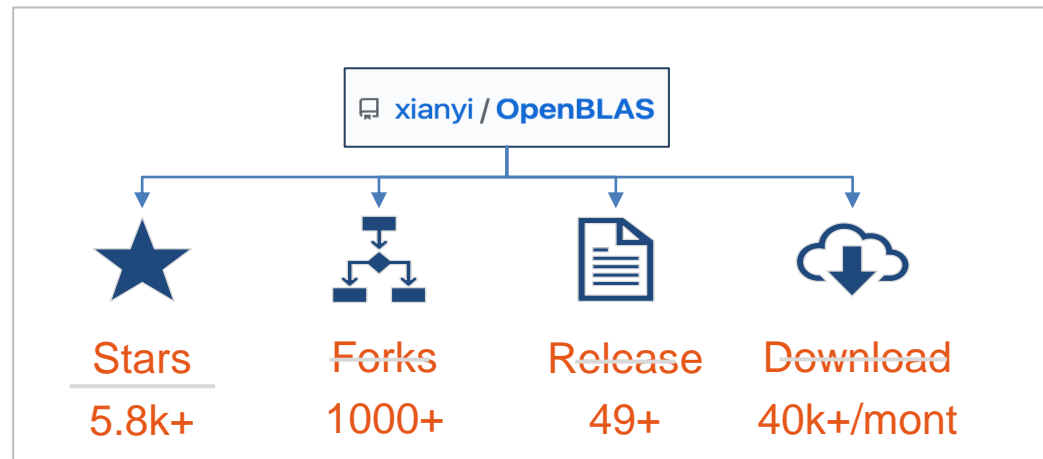 xianyi / OpenBLAS
Stars Forks Release Download
5.8k+ 1000+ 49+ 40k+/mont